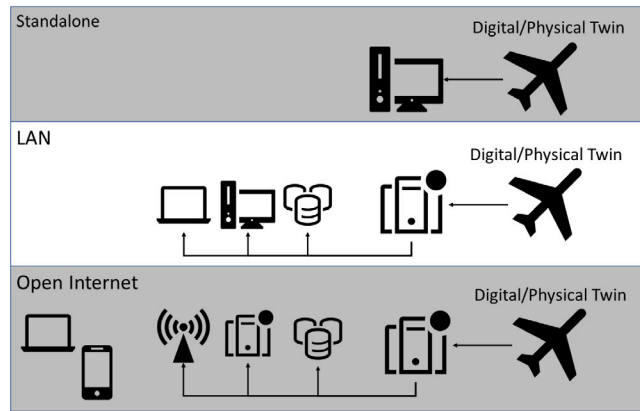 Standalone
Digital/Physical Twin
LAN
Digital/Physical Twin
Open Internet
Digital/Physical Twin